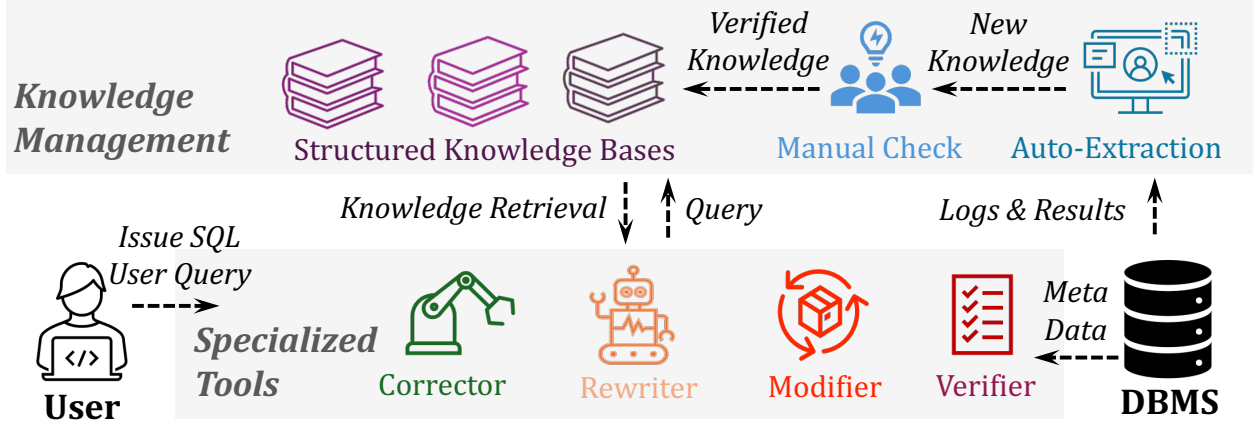 Knowledge
Management
Structured Knowledge Bases
Verified
Knowledge
Manual Check
New
Knowledge
Auto-Extraction
Knowledge Retrieval
Query
Logs & Results
Issue SQL
User Query
</>
User
Specialized
Tools
Corrector
Rewriter
Modifier
Verifier
Meta
Data
DBMS